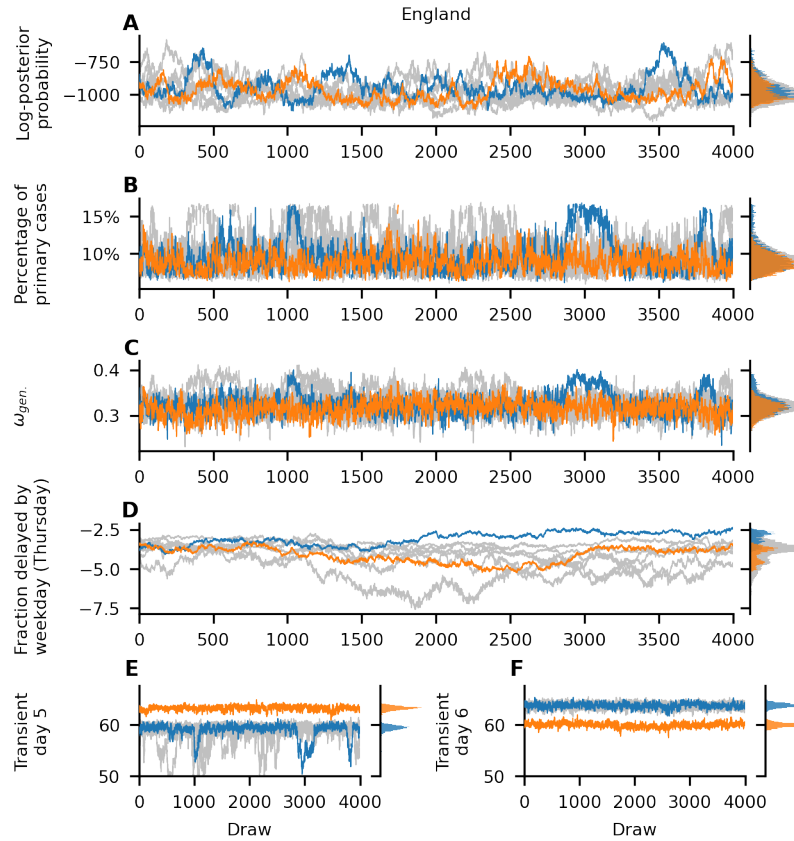 England
A
Log-posterior
probability
−750
−1000
0 500 1000 1500 2000 2500 3000 3500 4000
B
Percentage of
primary cases
15%
10%
0 500 1000 1500 2000 2500 3000 3500 4000
C
ω gen.
0.4
0.3
0 500 1000 1500 2000 2500 3000 3500 4000
D
Fraction delayed by
weekday (Thursday)
−2.5
−5.0
−7.5
0 500 1000 1500 2000 2500 3000 3500 4000
E
Transient
day 5
60
50
0 1000 2000 3000 4000
Draw
F
Transient
day 6
60
50
0 1000 2000 3000 4000
Draw